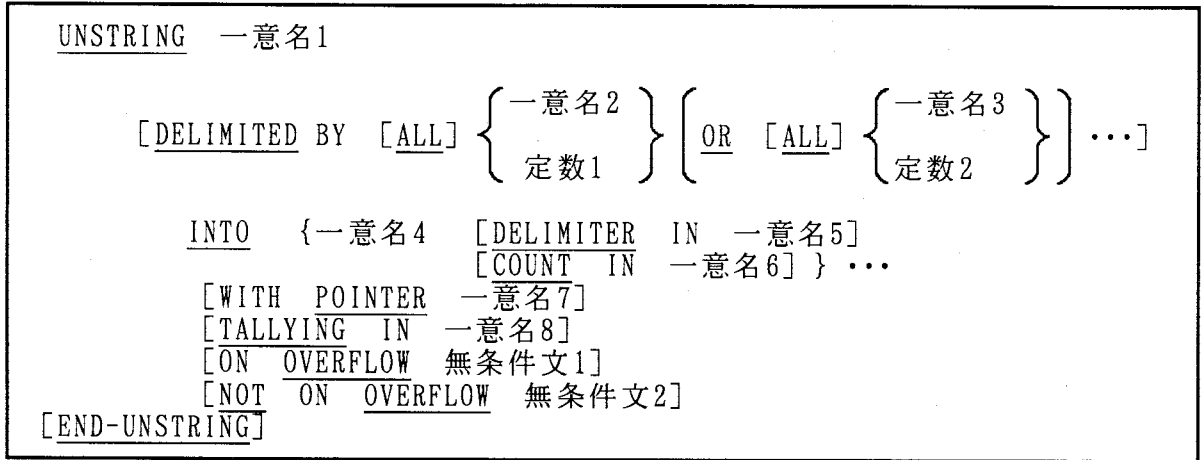 UNSTRING 一意名1
一意名2 一意名3
[DELIMITED BY [ALL] { } [OR [ALL] { }] ···]
定数1 定数2
INTO {一意名4 [DELIMITER IN 一意名5]
[COUNT IN 一意名6] } ···
[WITH POINTER 一意名7]
[TALLYING IN 一意名8]
[ON OVERFLOW 無条件文1]
[NOT ON OVERFLOW 無条件文2]
[END-UNSTRING]